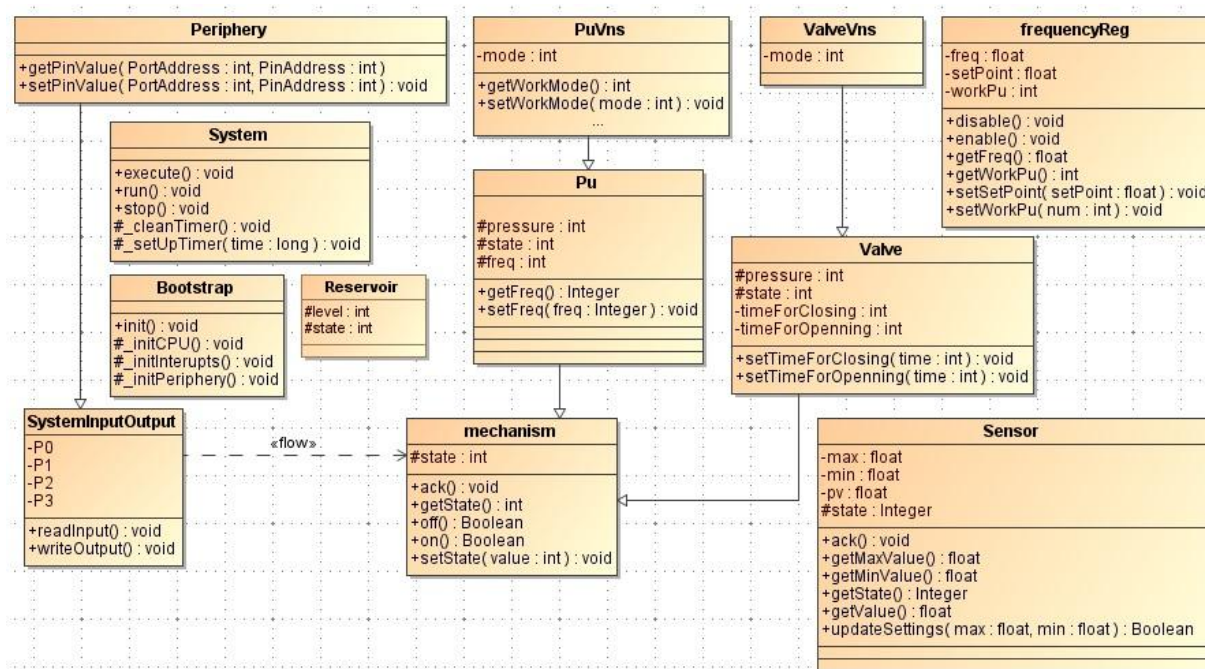 Periphery
+getPinValue( PortAddress : int, PinAddress : int )
+setPinValue( PortAddress : int, PinAddress : int ) : void
PuVns
-mode : int
+getWorkMode() : int
+setWorkMode( mode : int ) : void
...
ValveVns
-mode : int
frequencyReg
-freq : float
-setPoint : float
-workPu : int
+disable() : void
+enable() : void
+getFreq() : float
+getWorkPu() : int
+setSetPoint( setPoint : float ) : void
+setWorkPu( num : int ) : void
System
+execute() : void
+run() : void
+stop() : void
#_cleanTimer() : void
#_setUpTimer( time : long ) : void
Pu
#pressure : int
#state : int
#freq : int
+getFreq() : Integer
+setFreq( freq : Integer ) : void
Valve
#pressure : int
#state : int
-timeForClosing : int
-timeForOpenning : int
+setTimeForClosing( time : int ) : void
+setTimeForOpenning( time : int ) : void
Bootstrap
+init() : void
#_initCPU() : void
#_initInterupts() : void
#_initPeriphery() : void
Reservoir
#level : int
#state : int
SystemInputOutput
-P0
-P1
-P2
-P3
+readInput() : void
+writeOutput() : void
«flow»
mechanism
#state : int
+ack() : void
+getState() : int
+off() : Boolean
+on() : Boolean
+setState( value : int ) : void
Sensor
-max : float
-min : float
-pv : float
#state : Integer
+ack() : void
+getMaxValue() : float
+getMinValue() : float
+getState() : Integer
+getValue() : float
+updateSettings( max : float, min : float ) : Boolean